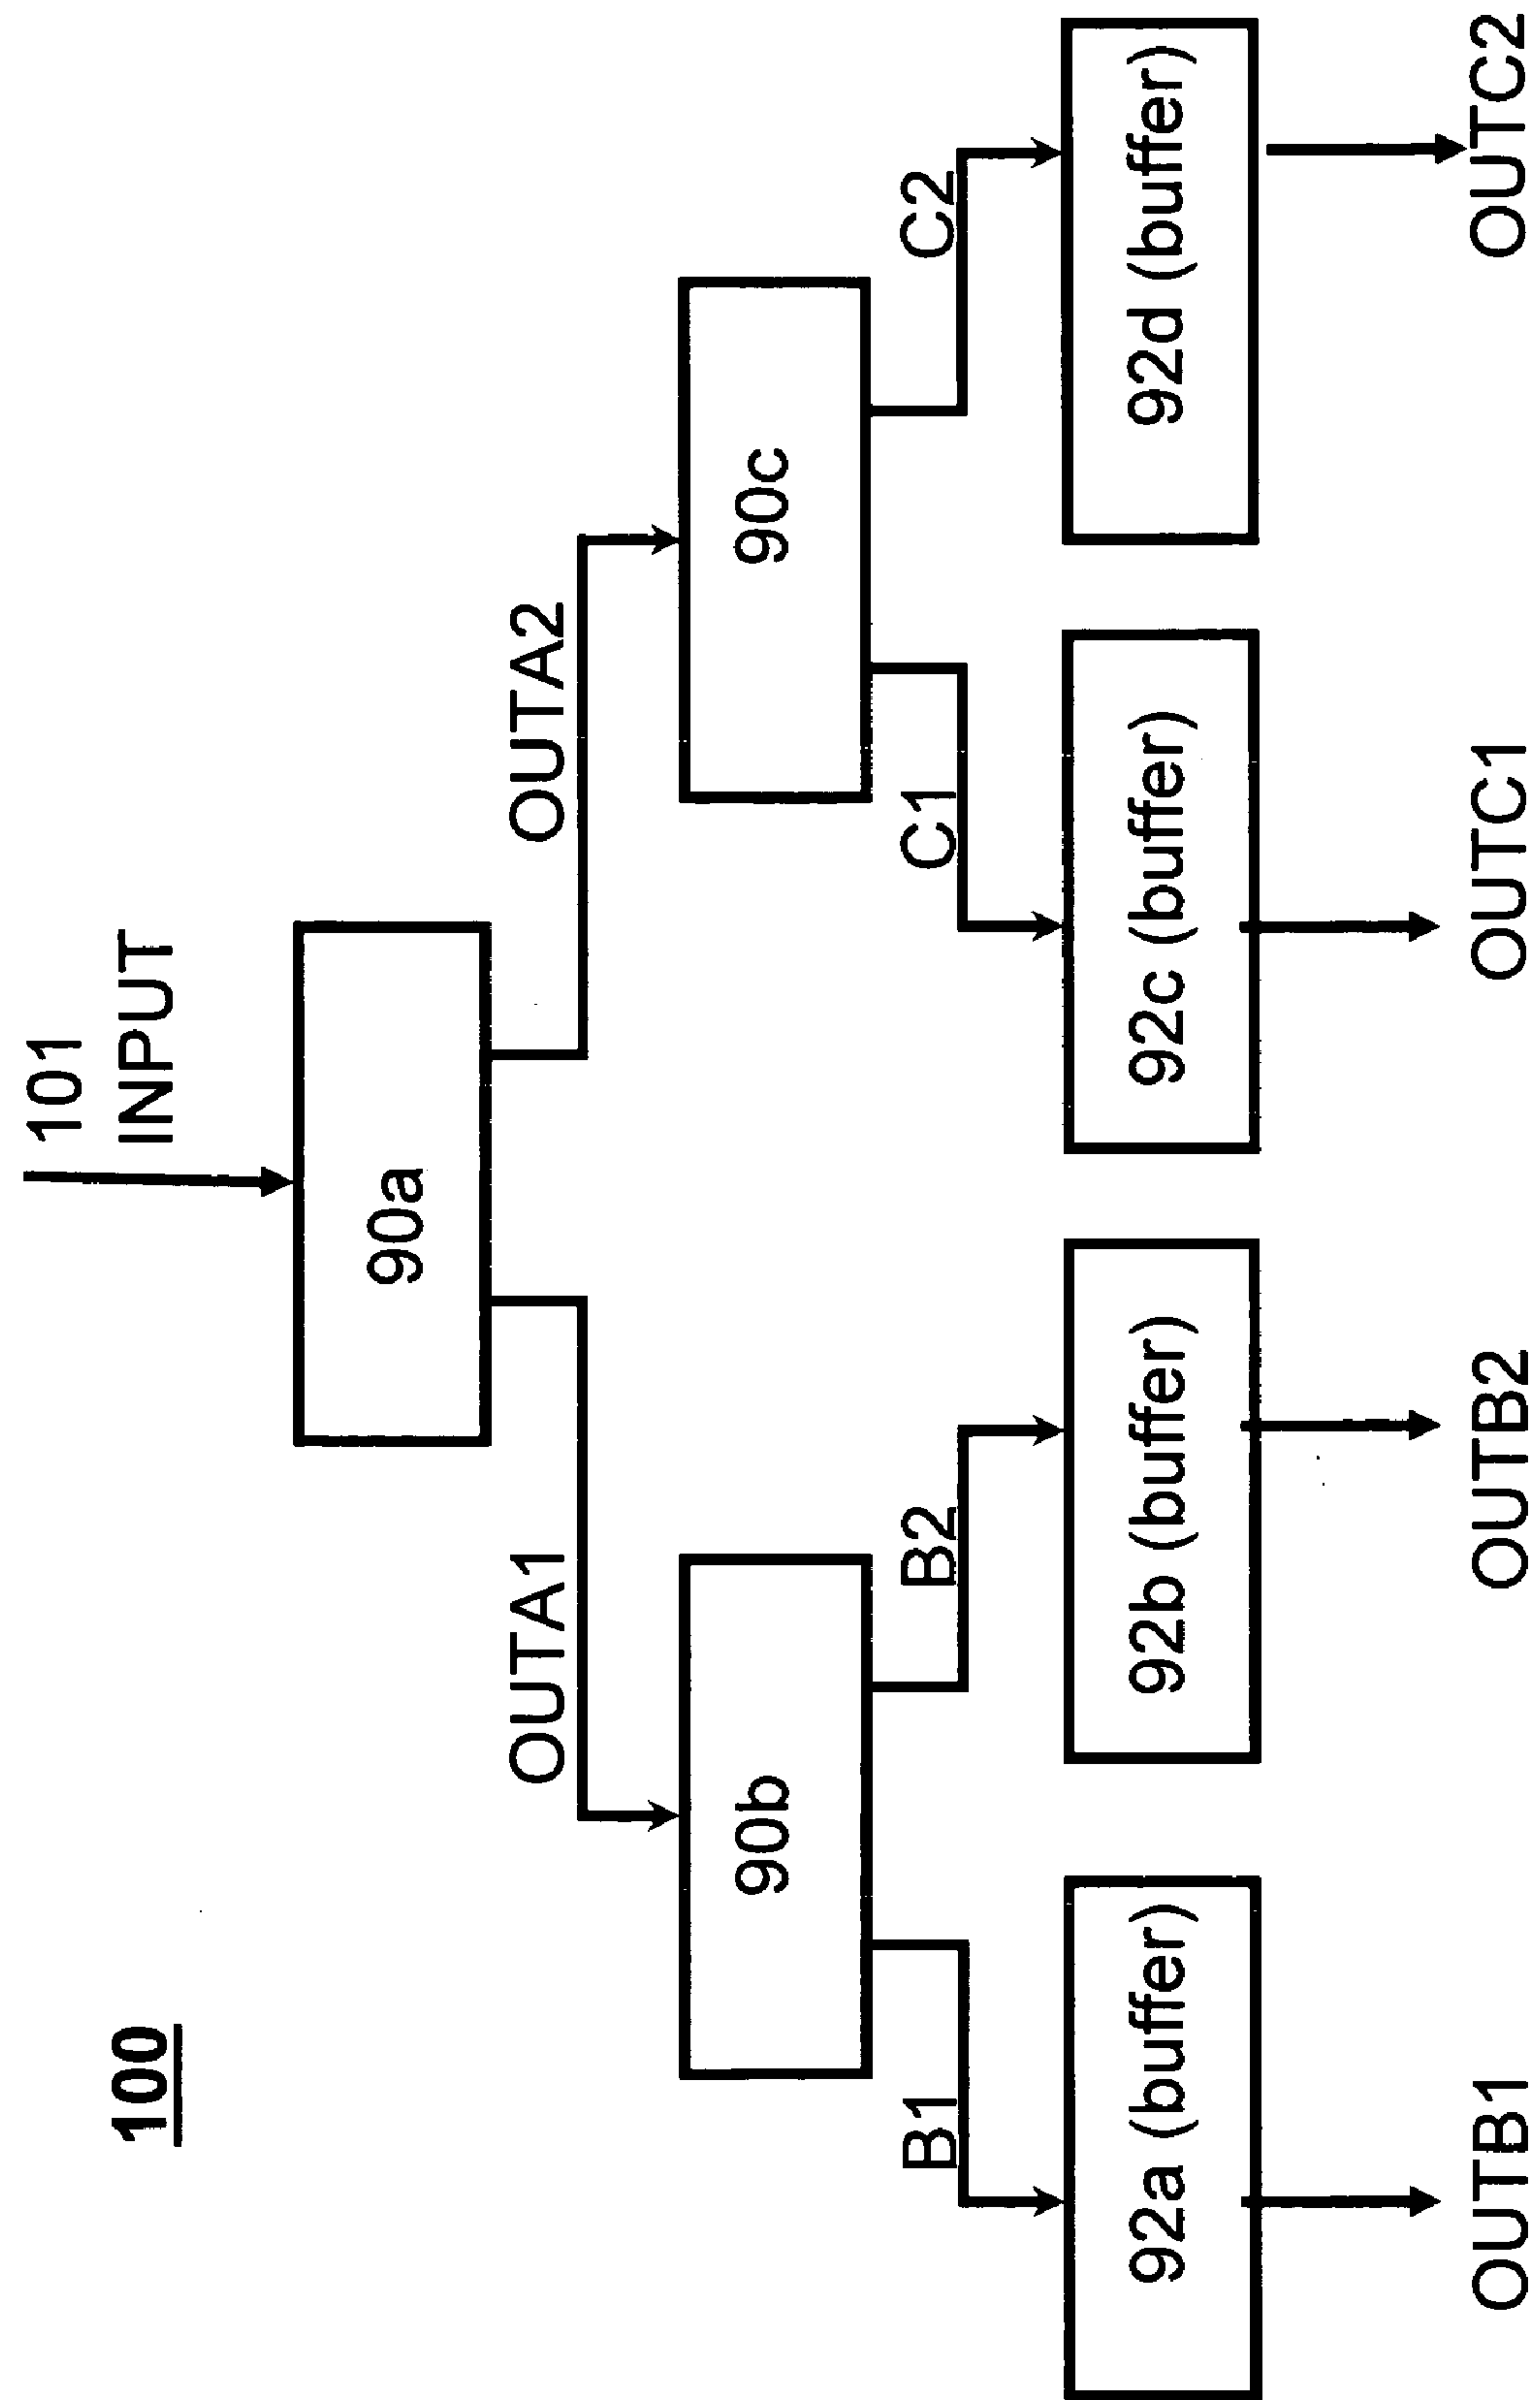 100
101
INPUT
90a
OUTA1
OUTA2
90b
90c
B1
B2
C1
C2
92a (buffer)
92b (buffer)
92c (buffer)
92d (buffer)
OUTB1
OUTB2
OUTC1
OUTC2